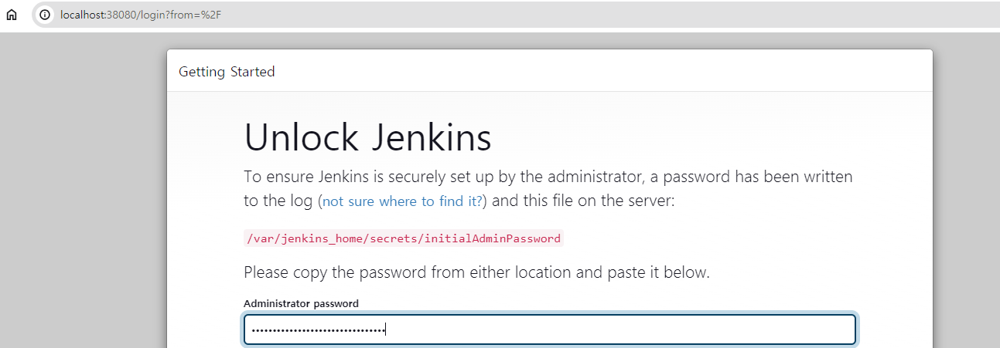 localhost:38080/login?from=%2F
Getting Started
Unlock Jenkins
To ensure Jenkins is securely set up by the administrator, a password has been written
to the log (not sure where to find it?) and this file on the server:
/var/jenkins_home/secrets/initialAdminPassword
Please copy the password from either location and paste it below.
Administrator password